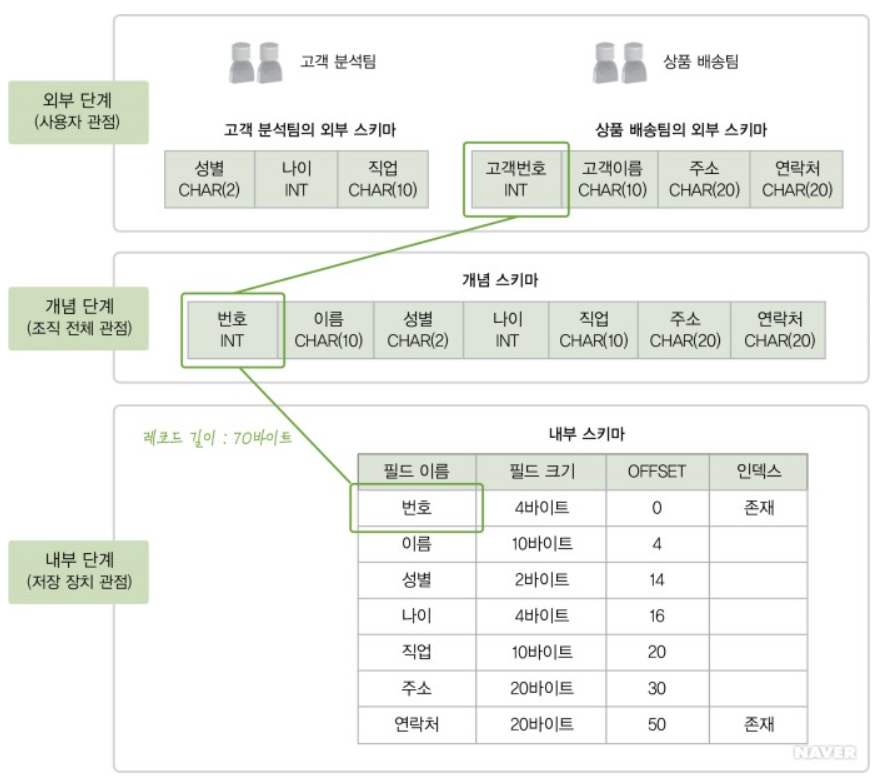 고객 분석팀
상품 배송팀
외부 단계
(사용자 관점)
고객 분석팀의 외부 스키마
상품 배송팀의 외부 스키마
성별 나이 직업
CHAR(2) INT CHAR(10)
고객번호 고객이름 주소 연락처
INT CHAR(10) CHAR(20) CHAR(20)
개념 단계
(조직 전체 관점)
개념 스키마
번호 이름 성별 나이 직업 주소 연락처
INT CHAR(10) CHAR(2) INT CHAR(10) CHAR(20) CHAR(20)
내부 단계
(저장 장치 관점)
레코드 길이 : 70바이트
내부 스키마
필드 이름 필드 크기 OFFSET 인덱스
번호 4바이트 0 존재
이름 10바이트 4
성별 2바이트 14
나이 4바이트 16
직업 10바이트 20
주소 20바이트 30
연락처 20바이트 50 존재
NAVER